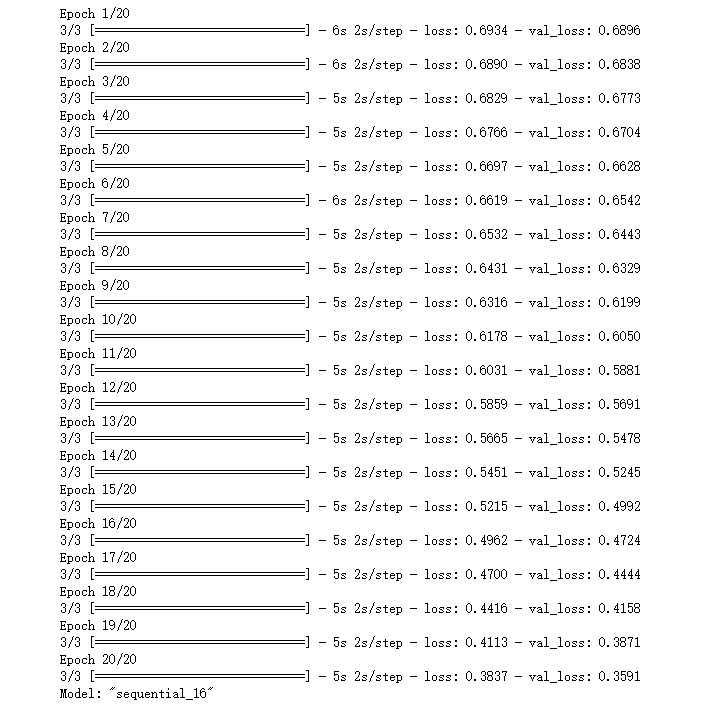 Epoch 1/20
3/3 [==============================] - 6s 2s/step - loss: 0.6934 - val_loss: 0.6896
Epoch 2/20
3/3 [==============================] - 6s 2s/step - loss: 0.6890 - val_loss: 0.6838
Epoch 3/20
3/3 [==============================] - 5s 2s/step - loss: 0.6829 - val_loss: 0.6773
Epoch 4/20
3/3 [==============================] - 5s 2s/step - loss: 0.6766 - val_loss: 0.6704
Epoch 5/20
3/3 [==============================] - 5s 2s/step - loss: 0.6697 - val_loss: 0.6628
Epoch 6/20
3/3 [==============================] - 6s 2s/step - loss: 0.6619 - val_loss: 0.6542
Epoch 7/20
3/3 [==============================] - 5s 2s/step - loss: 0.6532 - val_loss: 0.6443
Epoch 8/20
3/3 [==============================] - 5s 2s/step - loss: 0.6431 - val_loss: 0.6329
Epoch 9/20
3/3 [==============================] - 5s 2s/step - loss: 0.6316 - val_loss: 0.6199
Epoch 10/20
3/3 [==============================] - 5s 2s/step - loss: 0.6178 - val_loss: 0.6050
Epoch 11/20
3/3 [==============================] - 5s 2s/step - loss: 0.6031 - val_loss: 0.5881
Epoch 12/20
3/3 [==============================] - 5s 2s/step - loss: 0.5859 - val_loss: 0.5691
Epoch 13/20
3/3 [==============================] - 5s 2s/step - loss: 0.5665 - val_loss: 0.5478
Epoch 14/20
3/3 [==============================] - 5s 2s/step - loss: 0.5451 - val_loss: 0.5245
Epoch 15/20
3/3 [==============================] - 5s 2s/step - loss: 0.5215 - val_loss: 0.4992
Epoch 16/20
3/3 [==============================] - 5s 2s/step - loss: 0.4962 - val_loss: 0.4724
Epoch 17/20
3/3 [==============================] - 5s 2s/step - loss: 0.4700 - val_loss: 0.4444
Epoch 18/20
3/3 [==============================] - 5s 2s/step - loss: 0.4416 - val_loss: 0.4158
Epoch 19/20
3/3 [==============================] - 5s 2s/step - loss: 0.4113 - val_loss: 0.3871
Epoch 20/20
3/3 [==============================] - 5s 2s/step - loss: 0.3837 - val_loss: 0.3591
Model: "sequential_16"